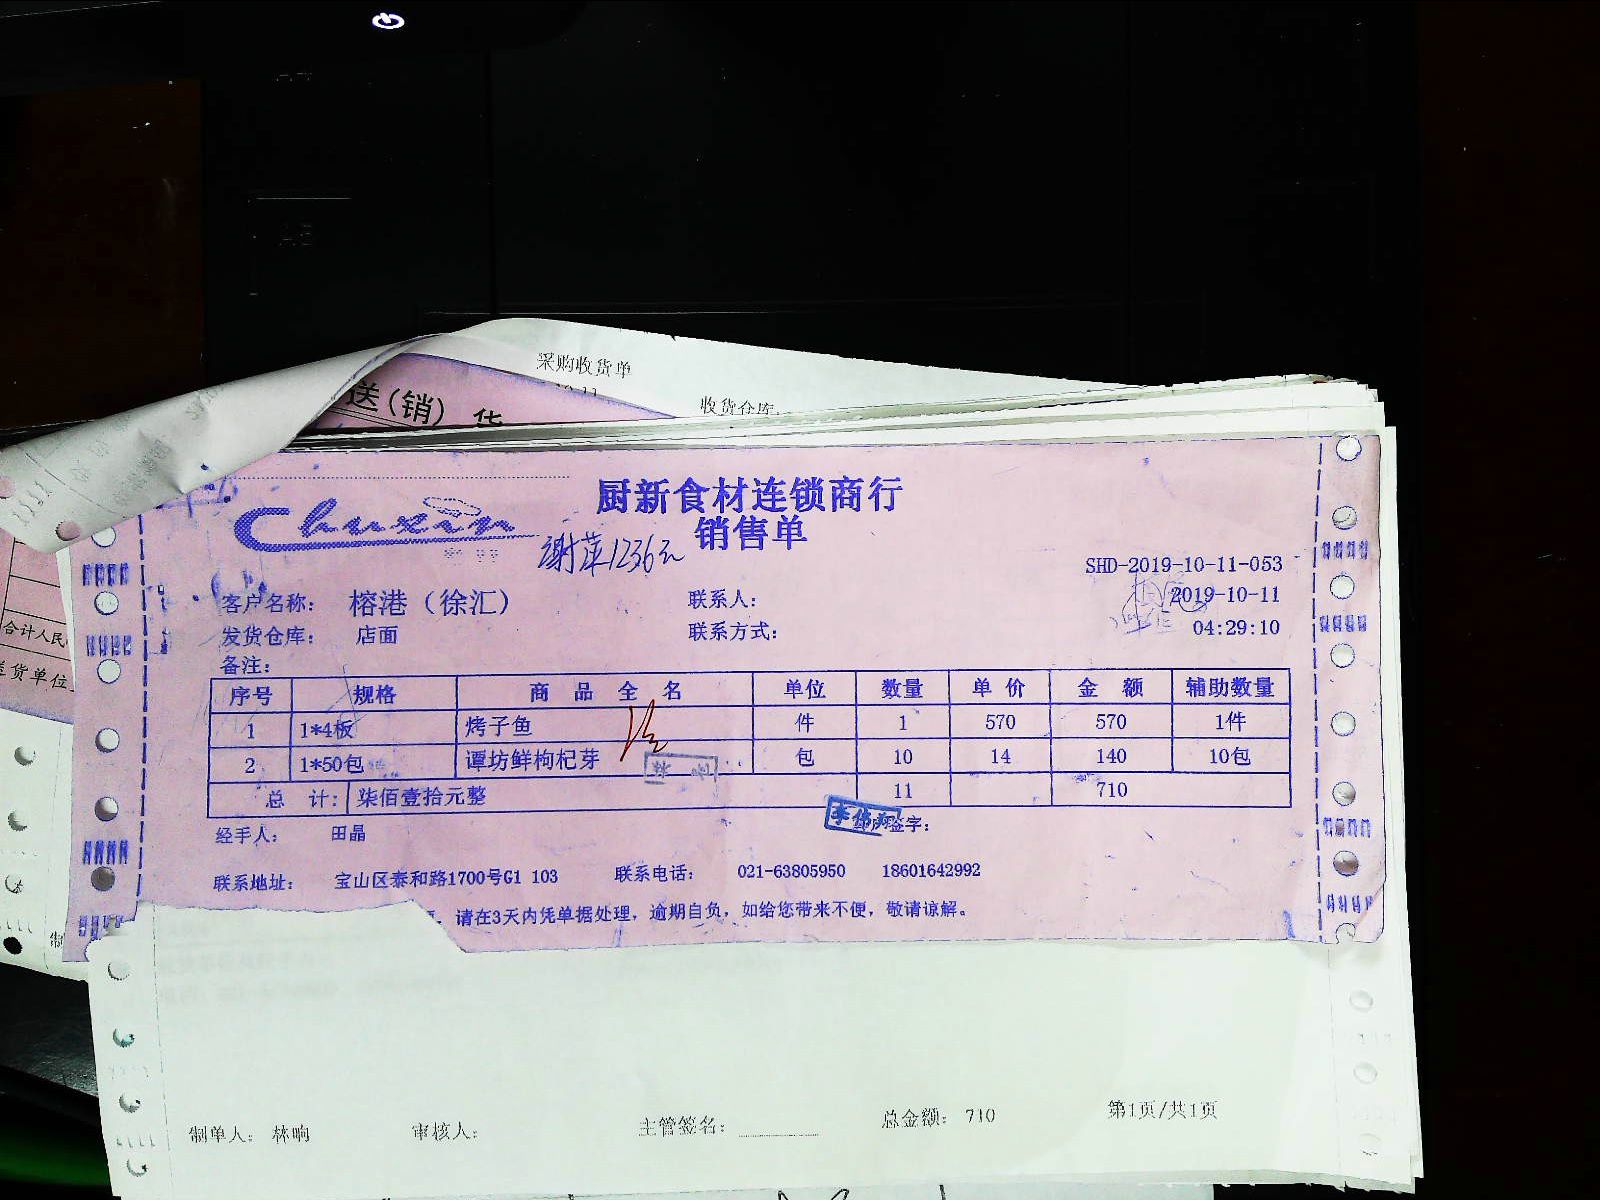 采购收货单
收货仓库:
送(销)货
厨新食材连锁商行
Chuxin
销售单
谢萍1236元
SHD-2019-10-11-053
客户名称: 榕港（徐汇） 联系人: 2019-10-11
发货仓库: 店面 联系方式: 04:29:10
备注:
序号 规格 商品全名 单位 数量 单价 金额 辅助数量
1 1*4板 烤子鱼 件 1 570 570 1件
2 1*50包 谭坊鲜枸杞芽 包 10 14 140 10包
总计: 柒佰壹拾元整 11 710
经手人: 田晶 签字:
联系地址: 宝山区泰和路1700号G1 103 联系电话: 021-63805950 18601642992
请在3天内凭单据处理，逾期自负，如给您带来不便，敬请谅解。
合计人民
送货单位
制单人: 林晌 审核人: 主管签名: 总金额: 710 第1页/共1页